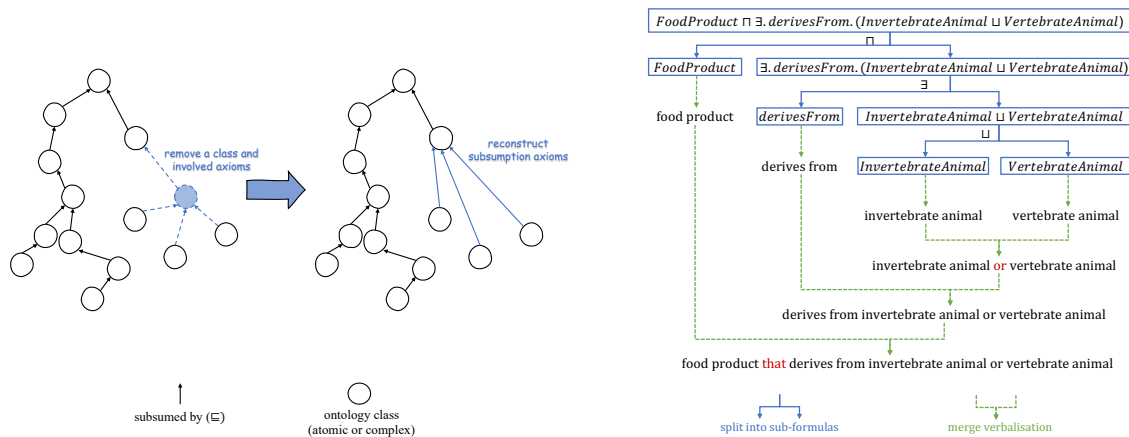 remove a class and
involved axioms
reconstruct
subsumption axioms
subsumed by (⊑)
ontology class
(atomic or complex)
FoodProduct ⊓ ∃.derivesFrom.(InvertebrateAnimal ⊔ VertebrateAnimal)
⊓
FoodProduct
∃.derivesFrom.(InvertebrateAnimal ⊔ VertebrateAnimal)
∃
food product
derivesFrom
InvertebrateAnimal ⊔ VertebrateAnimal
⊔
derives from
InvertebrateAnimal
VertebrateAnimal
invertebrate animal
vertebrate animal
invertebrate animal or vertebrate animal
derives from invertebrate animal or vertebrate animal
food product that derives from invertebrate animal or vertebrate animal
split into sub-formulas
merge verbalisation